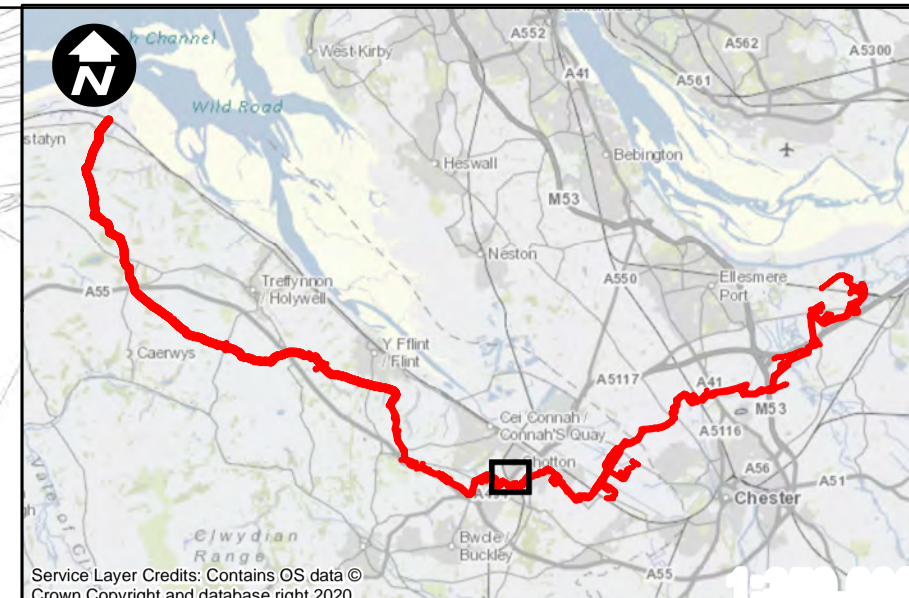 N
h Channel
West Kirby
A552
A562
A5300
A41
A561
Wild Road
statyn
Heswall
Bebington
M53
Neston
A550
Ellesmere
Port
Treffynnon
/ Holywell
A55
Y Fflint
/ Flint
Caerwys
A5117
A41
M53
Cei Connah /
Connah'S Quay
A5116
Shotton
A56
A51
Chester
Clwydian
Range
Bwcle /
Buckley
A55
Service Layer Credits: Contains OS data ©
Crown Copyright and database right 2020